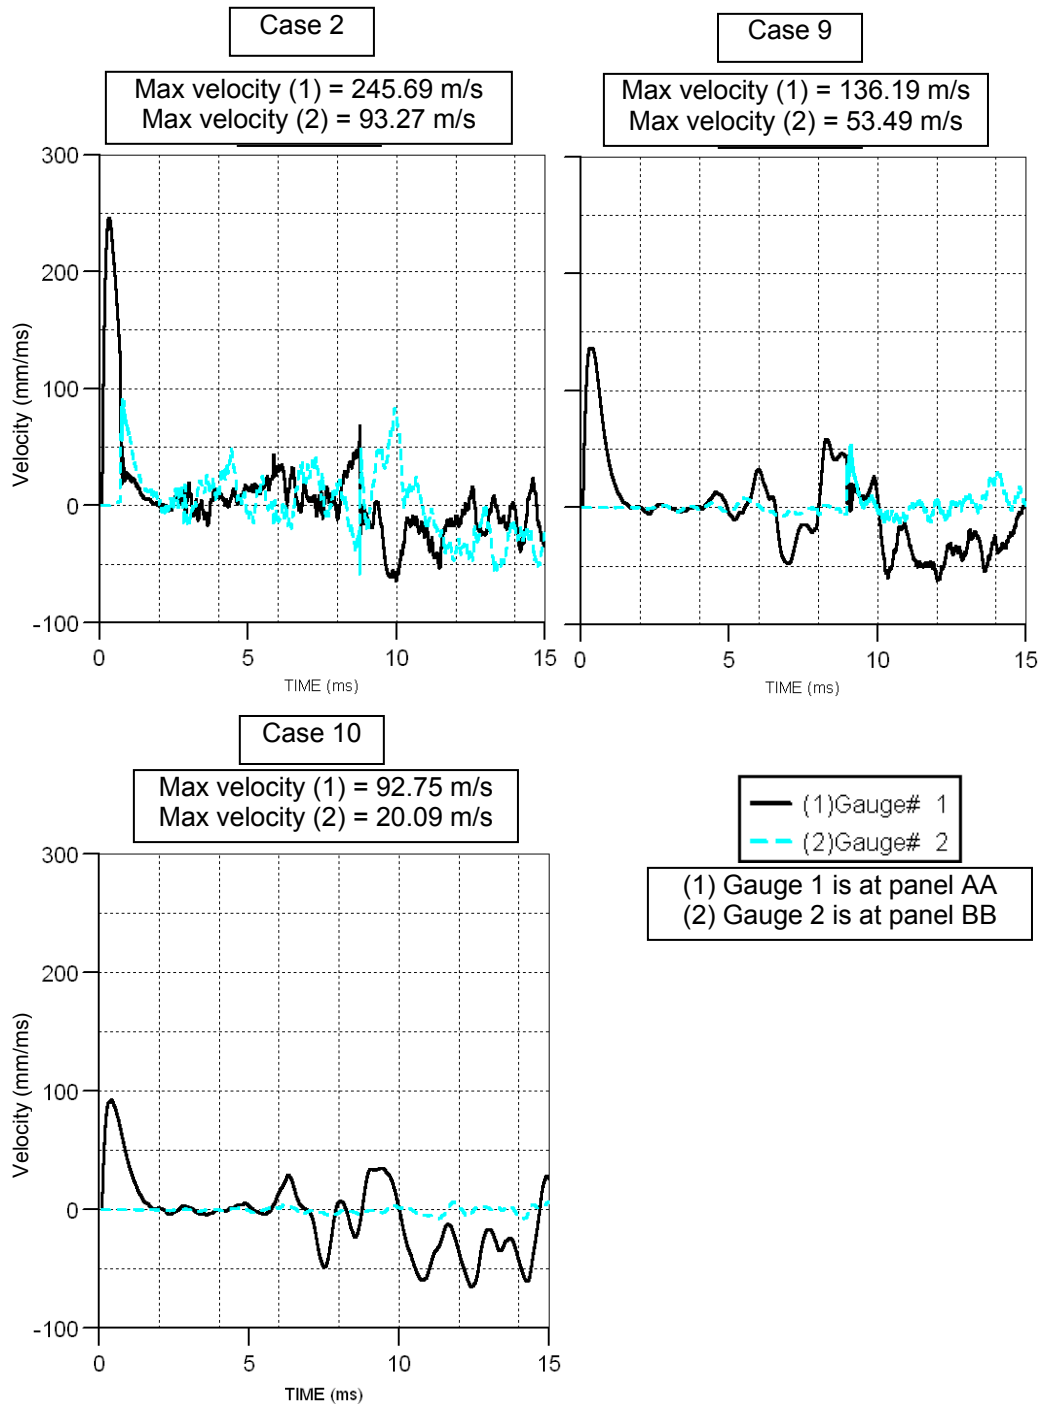 Case 2
Max velocity (1) = 245.69 m/s
Max velocity (2) = 93.27 m/s
300
200
100
0
-100
Velocity (mm/ms)
0 5 10 15
TIME (ms)
Case 9
Max velocity (1) = 136.19 m/s
Max velocity (2) = 53.49 m/s
0 5 10 15
TIME (ms)
Case 10
Max velocity (1) = 92.75 m/s
Max velocity (2) = 20.09 m/s
300
200
100
0
-100
Velocity (mm/ms)
0 5 10 15
TIME (ms)
(1)Gauge# 1
(2)Gauge# 2
(1) Gauge 1 is at panel AA
(2) Gauge 2 is at panel BB